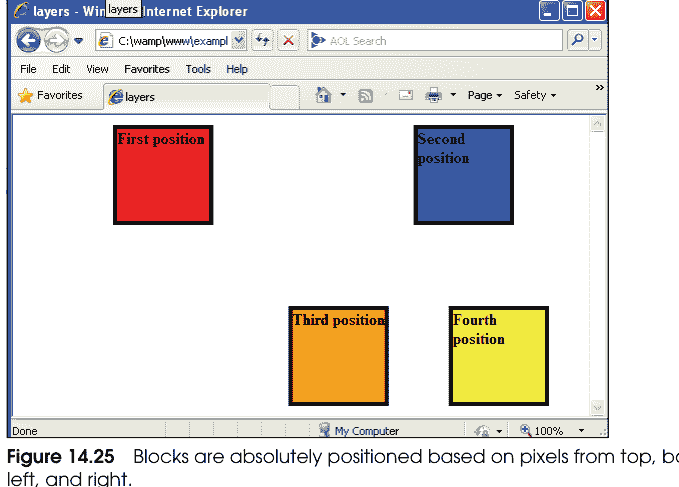 layers - Win layers Internet Explorer
C:\wamp\www\exampl
AOL Search
File Edit View Favorites Tools Help
Favorites layers Page Safety »
First position
Second
position
Third position
Fourth
position
Done My Computer 100%
Figure 14.25 Blocks are absolutely positioned based on pixels from top,
left, and right.